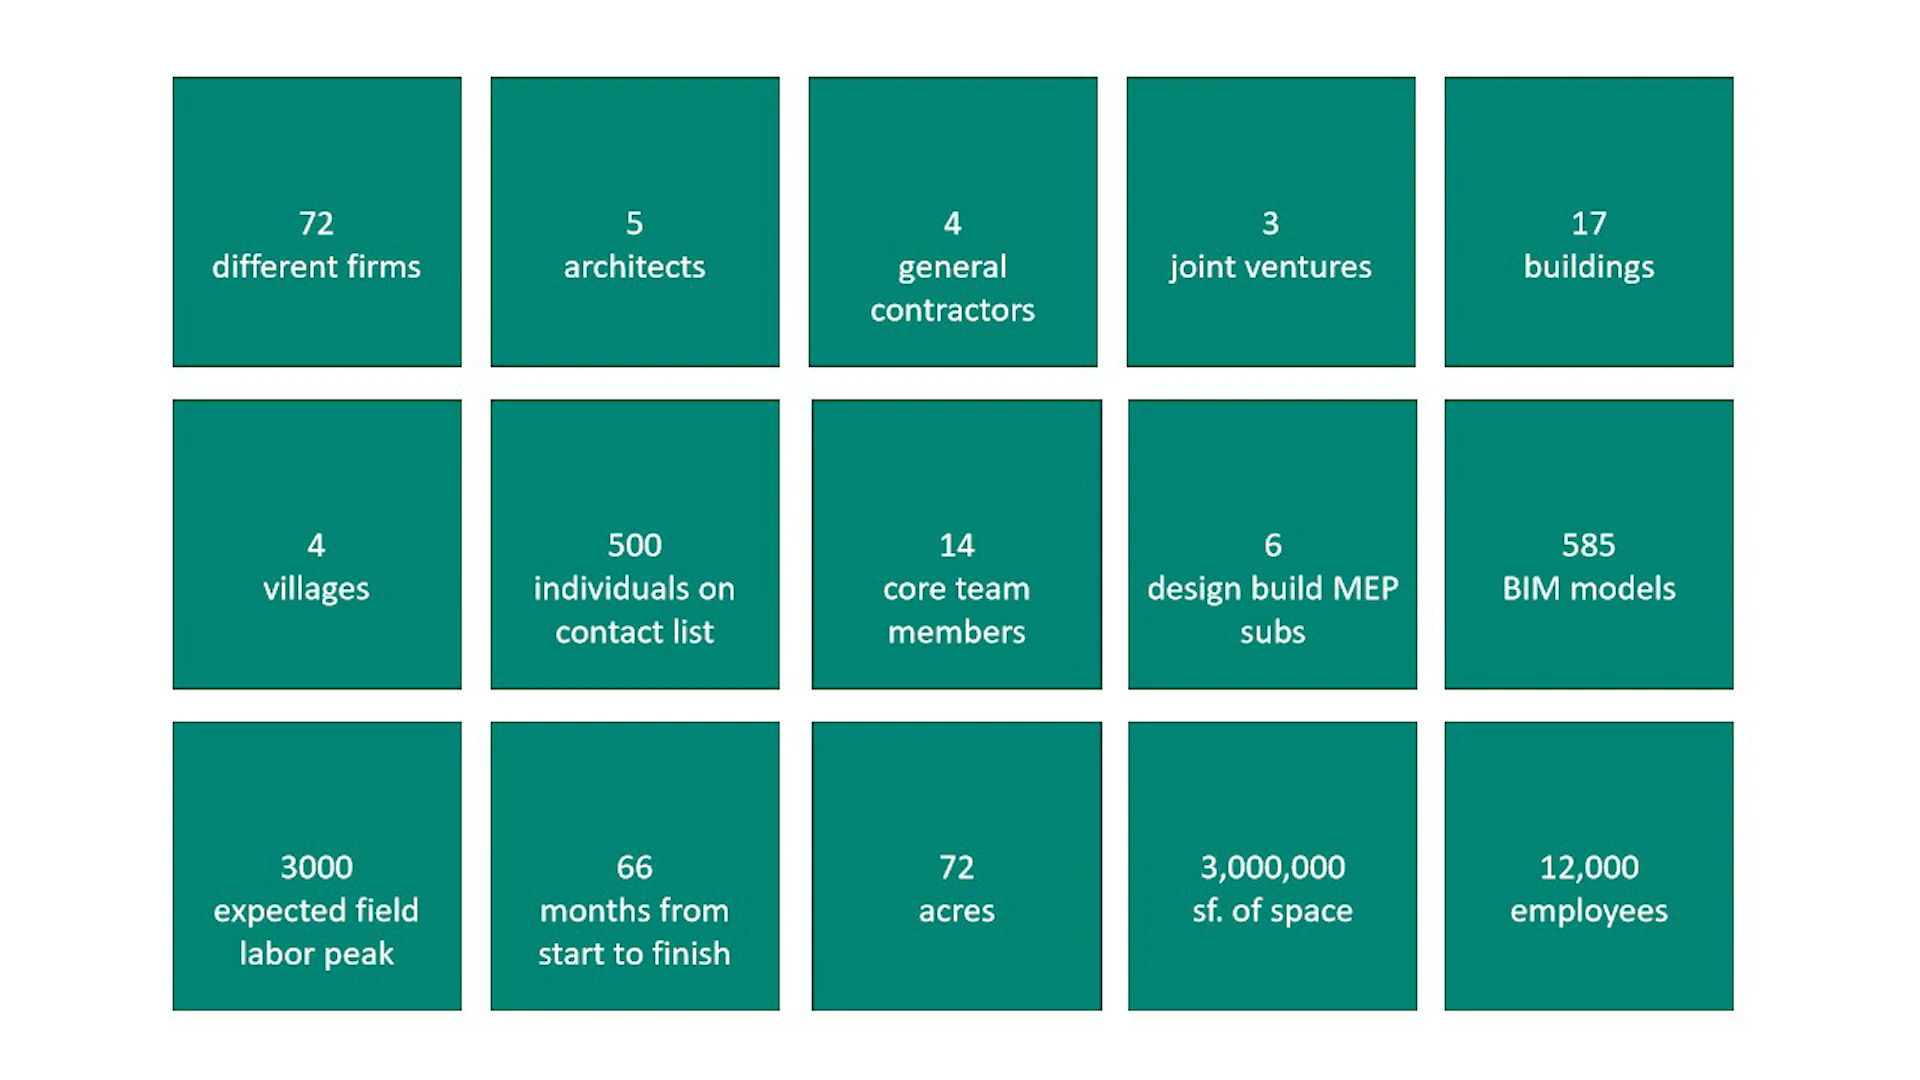 72
different firms
5
architects
4
general
contractors
3
joint ventures
17
buildings
4
villages
500
individuals on
contact list
14
core team
members
6
design build MEP
subs
585
BIM models
3000
expected field
labor peak
66
months from
start to finish
72
acres
3,000,000
sf. of space
12,000
employees